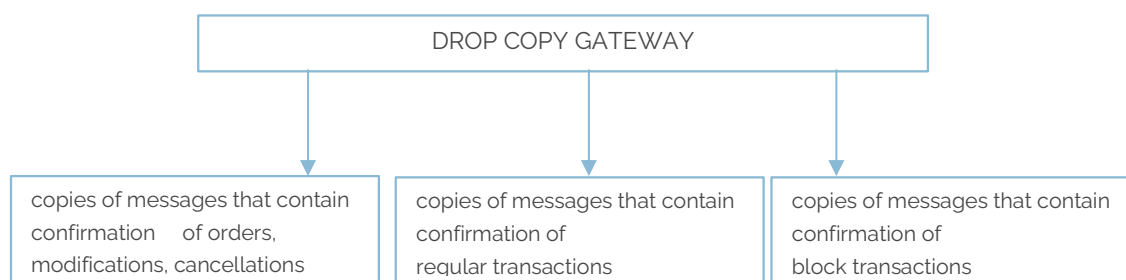 DROP COPY GATEWAY
copies of messages that contain
confirmation of orders,
modifications, cancellations
copies of messages that contain
confirmation of
regular transactions
copies of messages that contain
confirmation of
block transactions